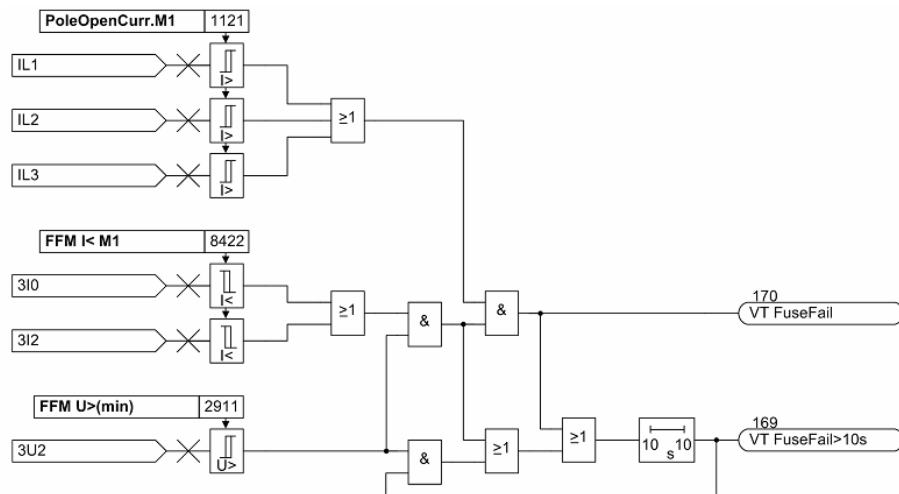 PoleOpenCurr.M1 1121
IL1
I>
IL2
I>
≥1
IL3
I>
FFM I< M1 8422
3I0
I<
≥1
&
&
170
VT FuseFail
3I2
I<
FFM U>(min) 2911
3U2
U>
&
≥1
≥1
10 s 10
169
VT FuseFail>10s